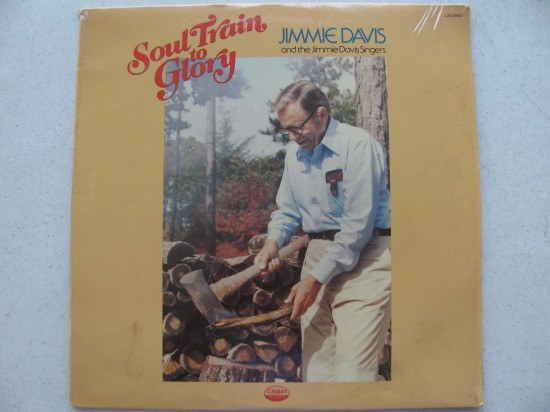 Soul Train
to
Glory
JIMMIE DAVIS
and the Jimmie Davis Singers